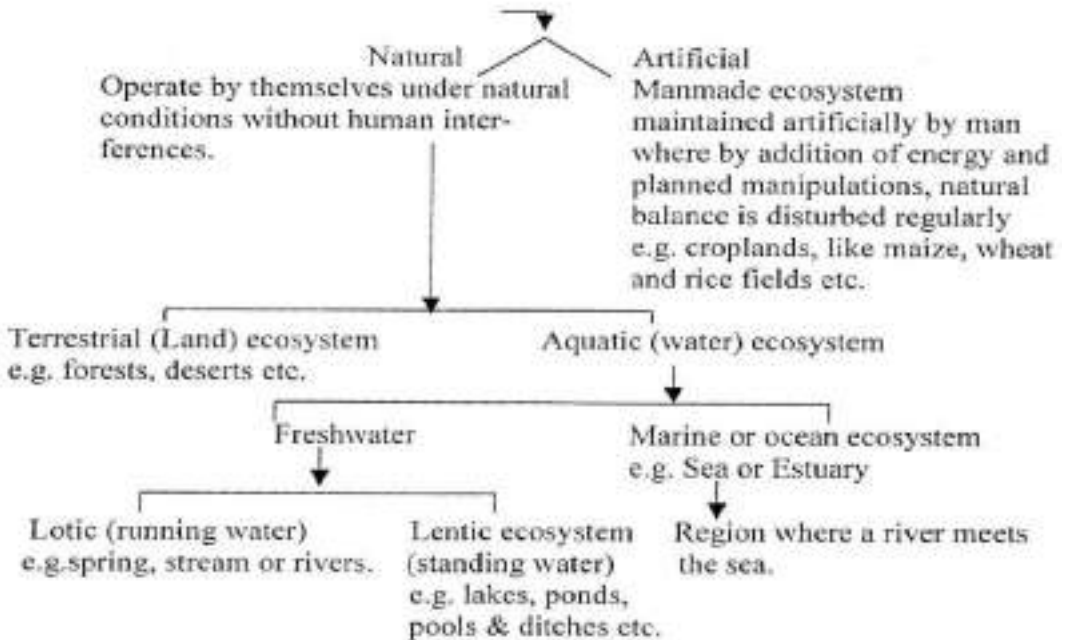 Natural
Operate by themselves under natural
conditions without human inter-
ferences.
Artificial
Manmade ecosystem
maintained artificially by man
where by addition of energy and
planned manipulations, natural
balance is disturbed regularly
e.g. croplands, like maize, wheat
and rice fields etc.
Terrestrial (Land) ecosystem
e.g. forests, deserts etc.
Aquatic (water) ecosystem
Freshwater
Marine or ocean ecosystem
e.g. Sea or Estuary
Lotic (running water)
e.g.spring, stream or rivers.
Lentic ecosystem
(standing water)
e.g. lakes, ponds,
pools & ditches etc.
Region where a river meets
the sea.